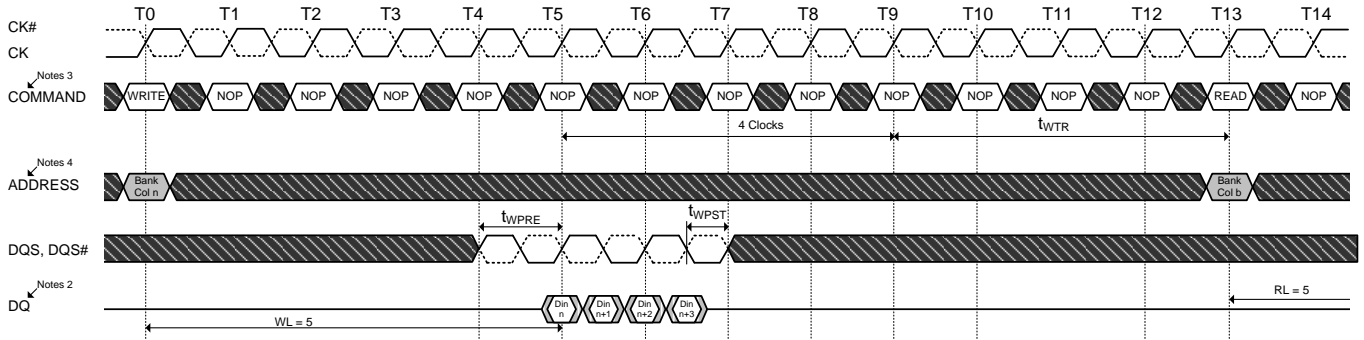 T0 T1 T2 T3 T4 T5 T6 T7 T8 T9 T10 T11 T12 T13 T14
CK#
CK
Notes 3
COMMAND WRITE NOP NOP NOP NOP NOP NOP NOP NOP NOP NOP NOP NOP READ NOP
4 Clocks tWTR
Notes 4
ADDRESS
Bank
Col n
Bank
Col b
tWPRE tWPST
DQS, DQS#
Notes 2
DQ
Din
n
Din
n+1
Din
n+2
Din
n+3
RL = 5
WL = 5